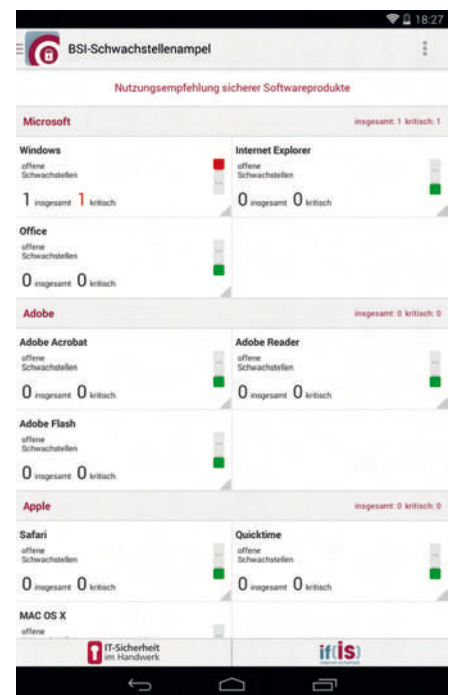 18:27
BSI-Schwachstellenampel
Nutzungsempfehlung sicherer Softwareprodukte
Microsoft insgesamt: 1 kritisch: 1
Windows
offene
Schwachstellen
1 insgesamt 1 kritisch
Internet Explorer
offene
Schwachstellen
0 insgesamt 0 kritisch
Office
offene
Schwachstellen
0 insgesamt 0 kritisch
Adobe insgesamt: 0 kritisch: 0
Adobe Acrobat
offene
Schwachstellen
0 insgesamt 0 kritisch
Adobe Reader
offene
Schwachstellen
0 insgesamt 0 kritisch
Adobe Flash
offene
Schwachstellen
0 insgesamt 0 kritisch
Apple insgesamt: 0 kritisch: 0
Safari
offene
Schwachstellen
0 insgesamt 0 kritisch
Quicktime
offene
Schwachstellen
0 insgesamt 0 kritisch
MAC OS X
offene
IT-Sicherheit
im Handwerk
if(is)
internet-sicherheit.